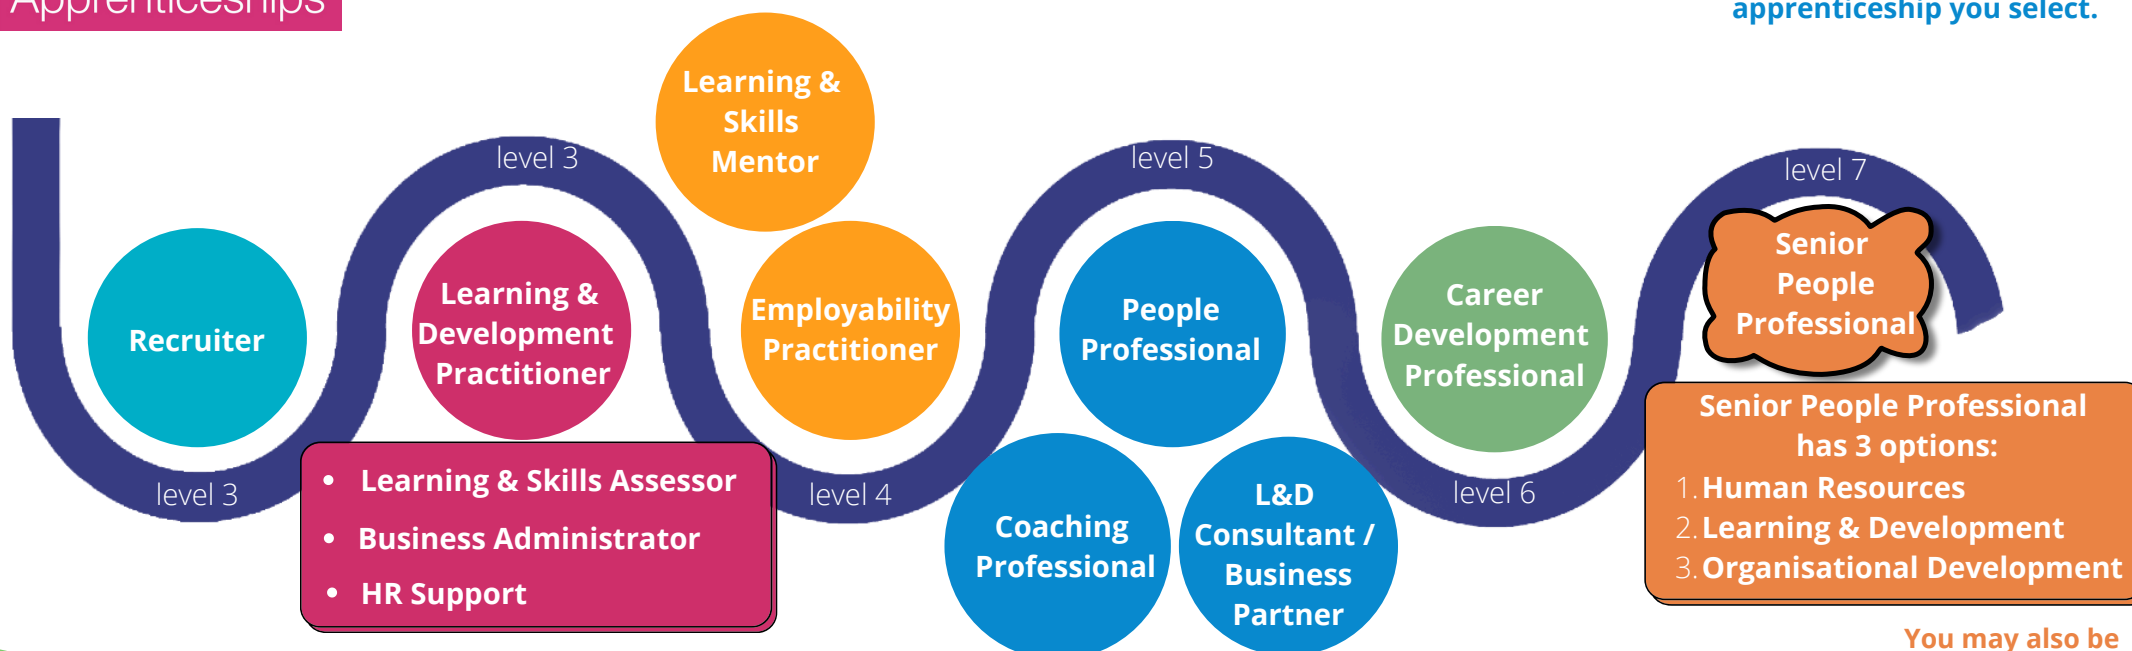 Apprenticeships
apprenticeship you select.
Learning &
Skills
Mentor
level 3
level 5
level 7
Recruiter
Learning &
Development
Practitioner
Employability
Practitioner
People
Professional
Career
Development
Professional
Senior
People
Professional
level 3
• Learning & Skills Assessor
• Business Administrator
• HR Support
level 4
Coaching
Professional
L&D
Consultant /
Business
Partner
level 6
Senior People Professional
has 3 options:
1. Human Resources
2. Learning & Development
3. Organisational Development
You may also be